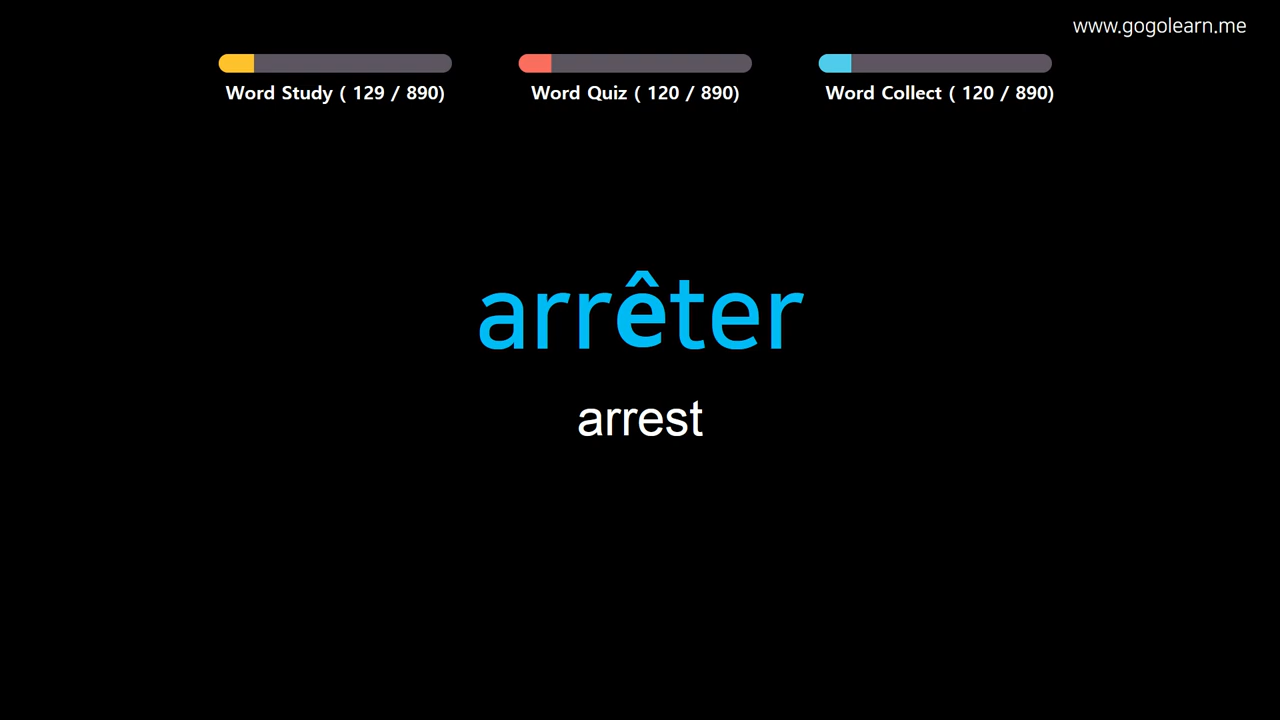 www.gogolearn.me
Word Study ( 129 / 890)
Word Quiz ( 120 / 890)
Word Collect ( 120 / 890)
arrêter
arrest